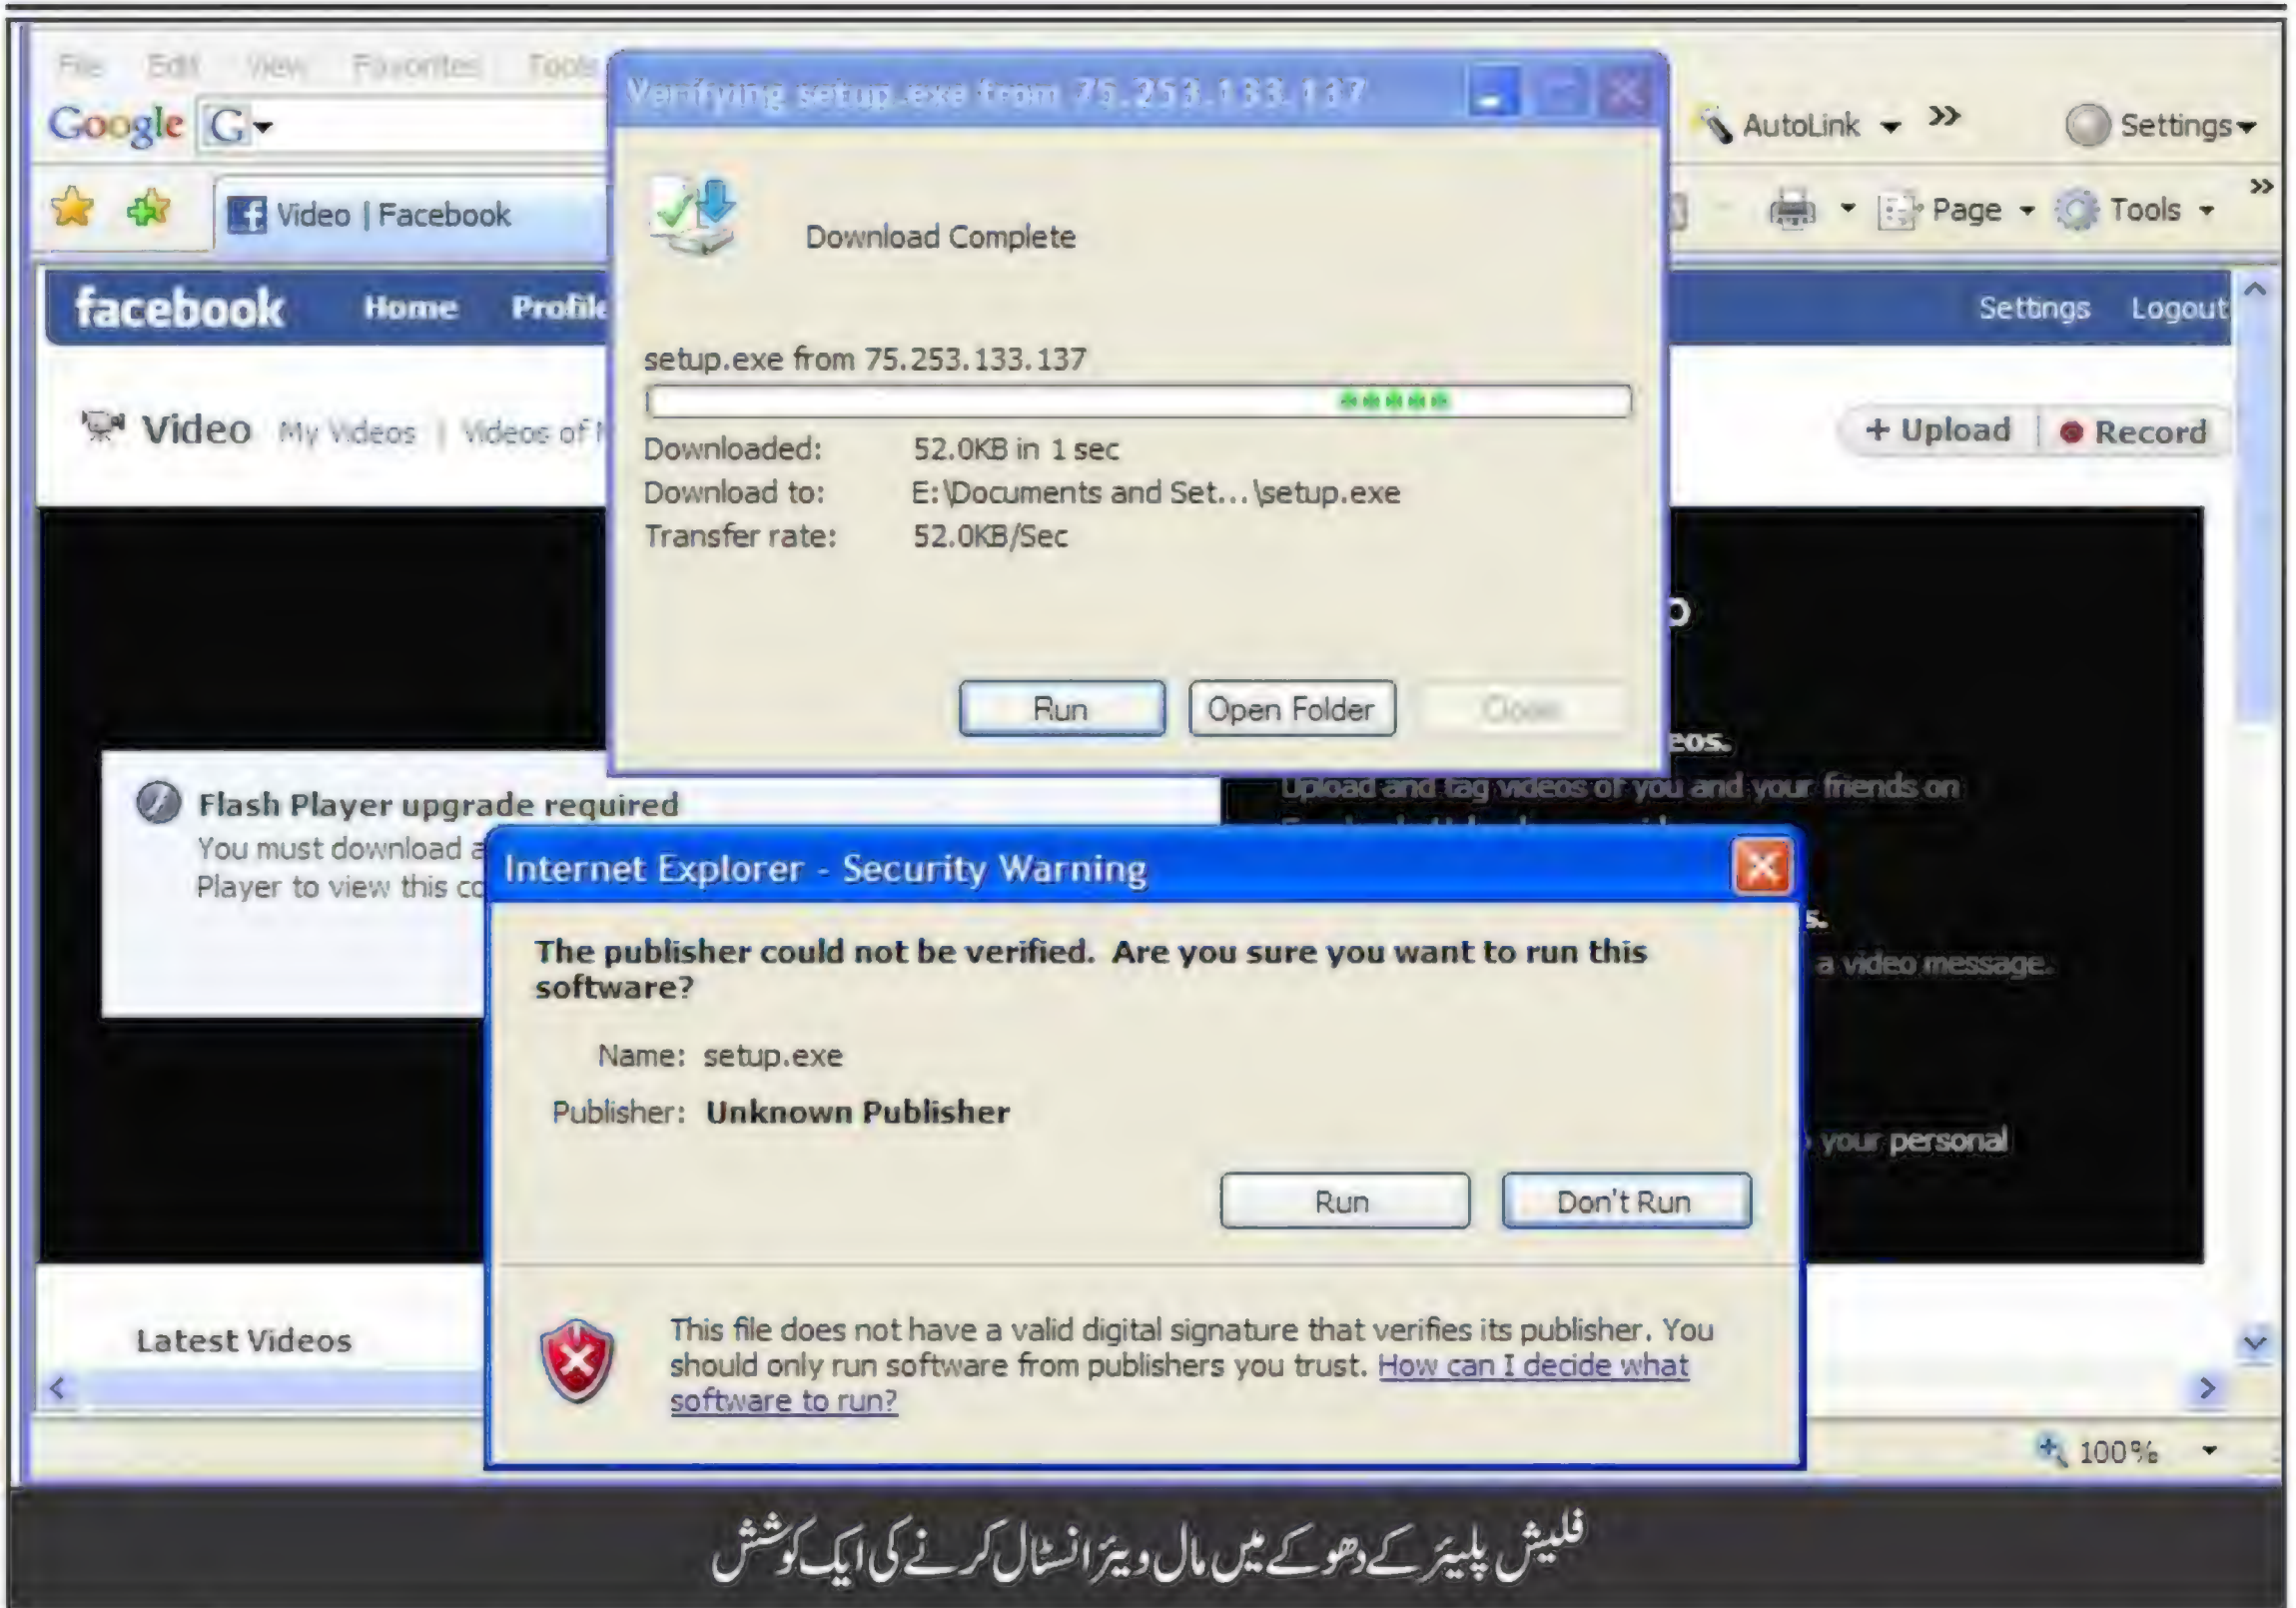 File Edit View Favorites Tools
Verifying setup.exe from 75.253.133.137
Google G
AutoLink » Settings
Video | Facebook
Page Tools »
Download Complete
facebook Home Profile
Settings Logout
setup.exe from 75.253.133.137
Video My Videos | Videos of
+ Upload Record
Downloaded: 52.0KB in 1 sec
Download to: E:\Documents and Set...\setup.exe
Transfer rate: 52.0KB/Sec
Run Open Folder Close
eos.
Upload and tag videos of you and your friends on
Flash Player upgrade required
You must download a
Player to view this co
Internet Explorer - Security Warning
The publisher could not be verified. Are you sure you want to run this
software?
s.
a video message.
Name: setup.exe
Publisher: Unknown Publisher
your personal
Run Don't Run
This file does not have a valid digital signature that verifies its publisher. You
should only run software from publishers you trust. How can I decide what
software to run?
Latest Videos
100%
فلیش پلیئر کے دھوکے میں مال ویئر انسٹال کرنے کی ایک کوشش